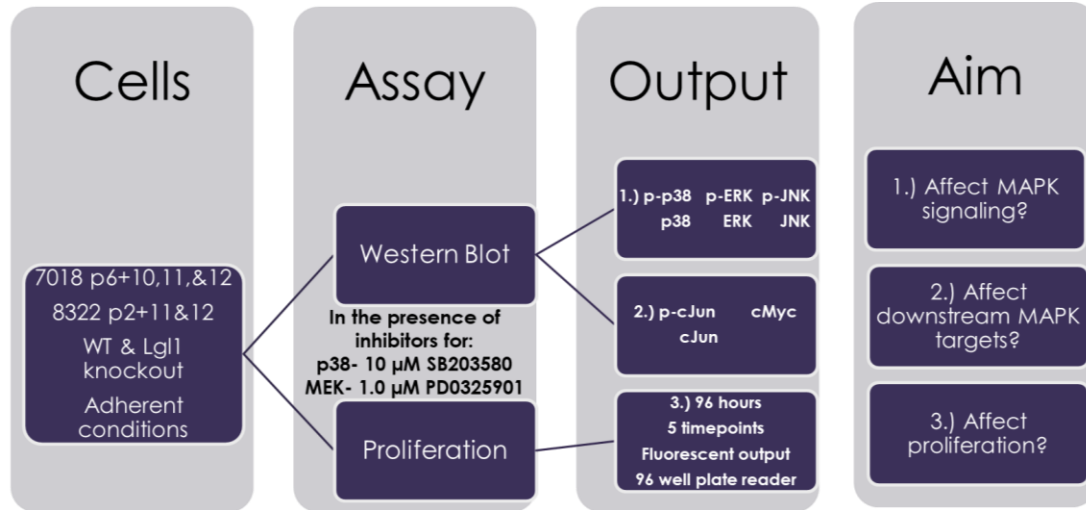 Cells
7018 p6+10,11,&12
8322 p2+11&12
WT & Lgl1
knockout
Adherent
conditions
Assay
Western Blot
In the presence of
inhibitors for:
p38- 10 µM SB203580
MEK- 1.0 µM PD0325901
Proliferation
Output
1.) p-p38 p-ERK p-JNK
p38 ERK JNK
2.) p-cJun cMyc
cJun
3.) 96 hours
5 timepoints
Fluorescent output
96 well plate reader
Aim
1.) Affect MAPK
signaling?
2.) Affect
downstream MAPK
targets?
3.) Affect
proliferation?